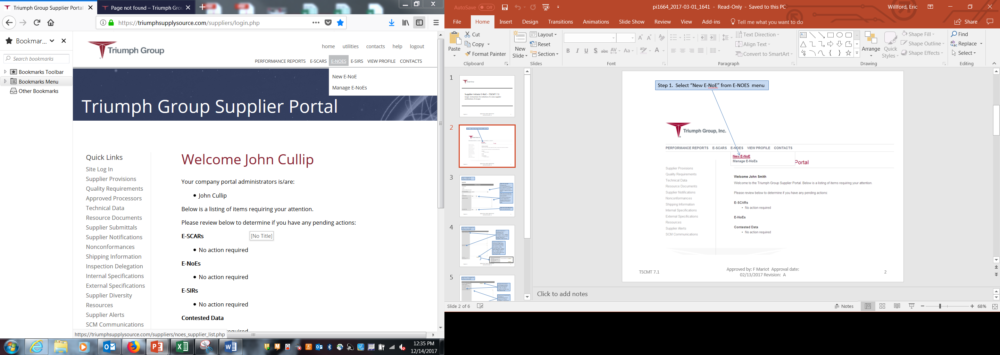 Triumph Group Supplier Portal
Page not found – Triumph Grou
https://triumphsupplysource.com/suppliers/login.php
Bookmar...
Search bookmarks
Bookmarks Toolbar
Bookmarks Menu
Other Bookmarks
Triumph Group
home utilities contacts help logout
PERFORMANCE REPORTS E-SCARS E-NOES E-SIRS VIEW PROFILE CONTACTS
New E-NoE
Manage E-NoEs
Triumph Group Supplier Portal
Quick Links
Site Log In
Supplier Provisions
Quality Requirements
Approved Processors
Technical Data
Resource Documents
Supplier Submittals
Supplier Notifications
Nonconformances
Shipping Information
Inspection Delegation
Internal Specifications
External Specifications
Supplier Diversity
Resources
Supplier Alerts
SCM Communications
Welcome John Cullip
Your company portal administrators is/are:
John Cullip
Below is a listing of items requiring your attention.
Please review below to determine if you have any pending actions:
E-SCARs
[No Title]
No action required
E-NoEs
No action required
E-SIRs
No action required
Contested Data
https://triumphsupplysource.com/suppliers/noes_supplier_list.php
12:35 PM
12/14/2017
AutoSave Off
pi1664_2017-03-01_1641 - Read-Only - Saved to this PC
Willford, Eric
File Home Insert Design Transitions Animations Slide Show Review View Add-ins Tell me what you want to do Share
Paste
Cut
Copy
Format Painter
Clipboard
New Slide
Layout
Reset
Section
Slides
B I U S abc AV Aa A
Font
Text Direction
Align Text
Convert to SmartArt
Paragraph
Arrange
Quick Styles
Shape Fill
Shape Outline
Shape Effects
Drawing
Find
Replace
Select
Editing
1
Supplier Initiate E-NoE – TSCMT 7.1
2
3
4
5
Step 1. Select “New E-NoE” from E-NOES menu
Triumph Group, Inc.
PERFORMANCE REPORTS E-SCARS E-NOES VIEW PROFILE CONTACTS
New E-NoE
Manage E-NoEs
Portal
Supplier Provisions
Quality Requirements
Technical Data
Resource Documents
Supplier Notifications
Nonconformances
Shipping Information
Internal Specifications
External Specifications
Resources
Supplier Alerts
SCM Communications
Welcome John Smith
Welcome to the Triumph Group Supplier Portal. Below is a listing of items requiring your attention.
Please review below to determine if you have any pending actions:
E-SCARs
No action required
E-NoEs
Contested Data
No action required
TSCMT 7.1
Approved by: F Mariot Approval date:
02/13/2017 Revision: A
2
Click to add notes
Slide 2 of 6
Notes
68%